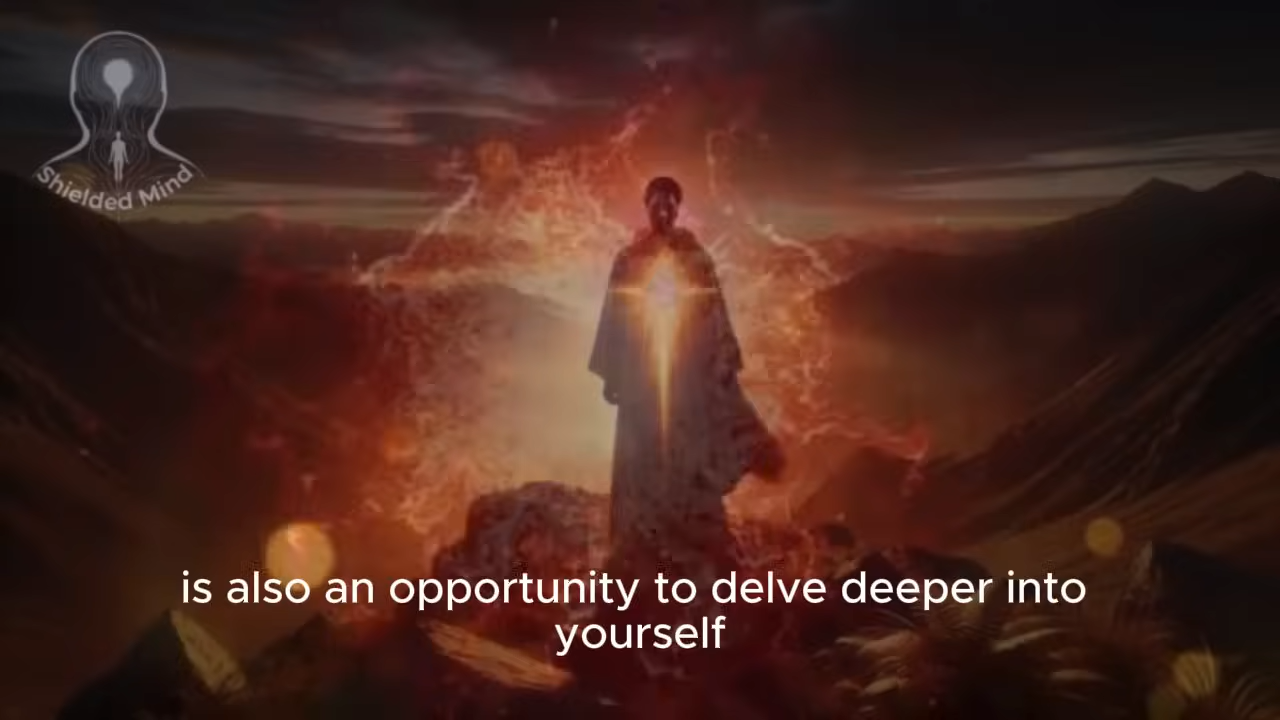 Shielded Mind
is also an opportunity to delve deeper into
yourself